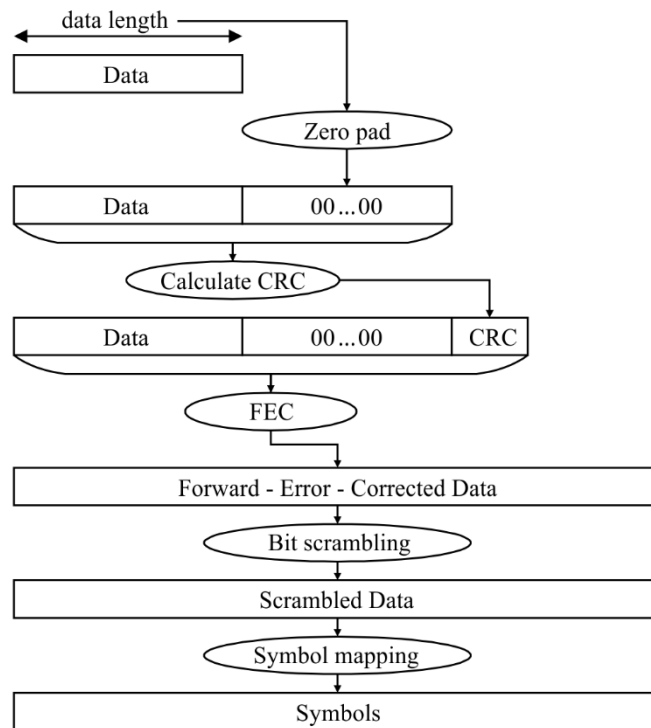 data length
Data
Zero pad
Data 00...00
Calculate CRC
Data 00...00 CRC
FEC
Forward - Error - Corrected Data
Bit scrambling
Scrambled Data
Symbol mapping
Symbols